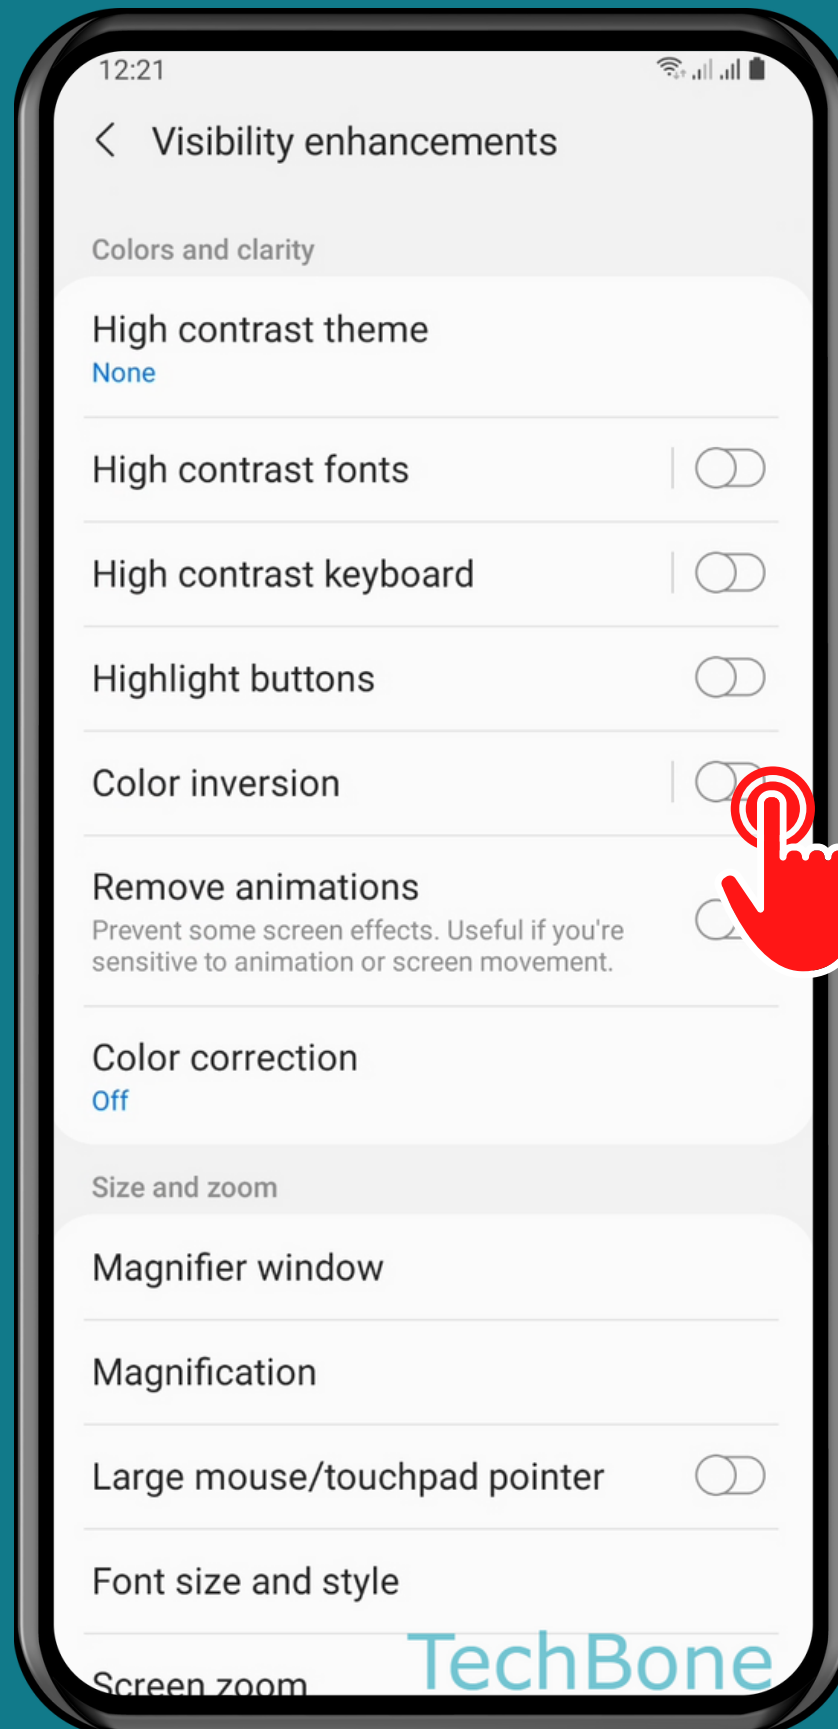 12:21
Visibility enhancements
Colors and clarity
High contrast theme
None
High contrast fonts
High contrast keyboard
Highlight buttons
Color inversion
Remove animations
Prevent some screen effects. Useful if you're
sensitive to animation or screen movement.
Color correction
Off
Size and zoom
Magnifier window
Magnification
Large mouse/touchpad pointer
Font size and style
Screen zoom
TechBone